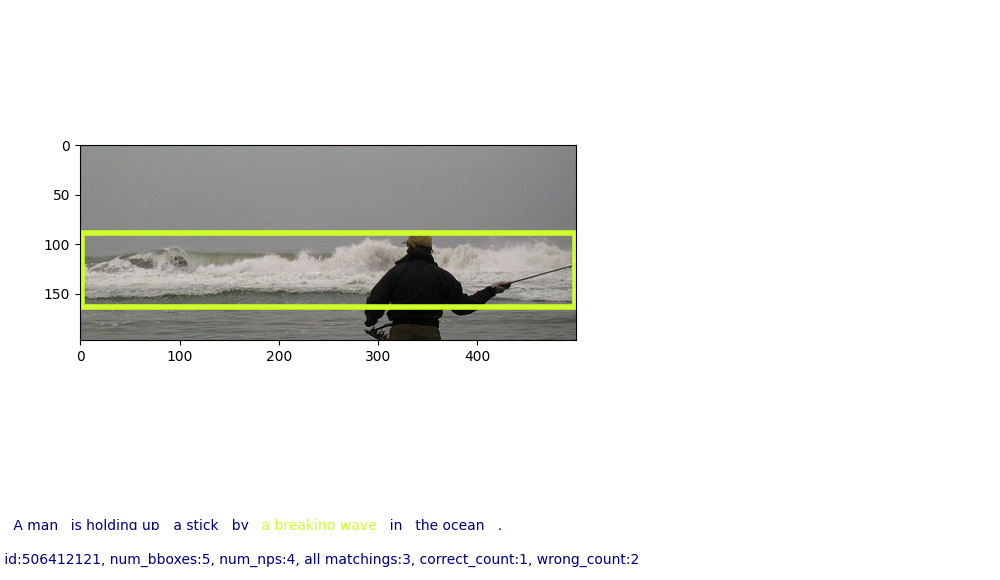 0
50
100
150
0 100 200 300 400
A man is holding up a stick by a breaking wave in the ocean .
id:506412121, num_bboxes:5, num_nps:4, all matchings:3, correct_count:1, wrong_count:2